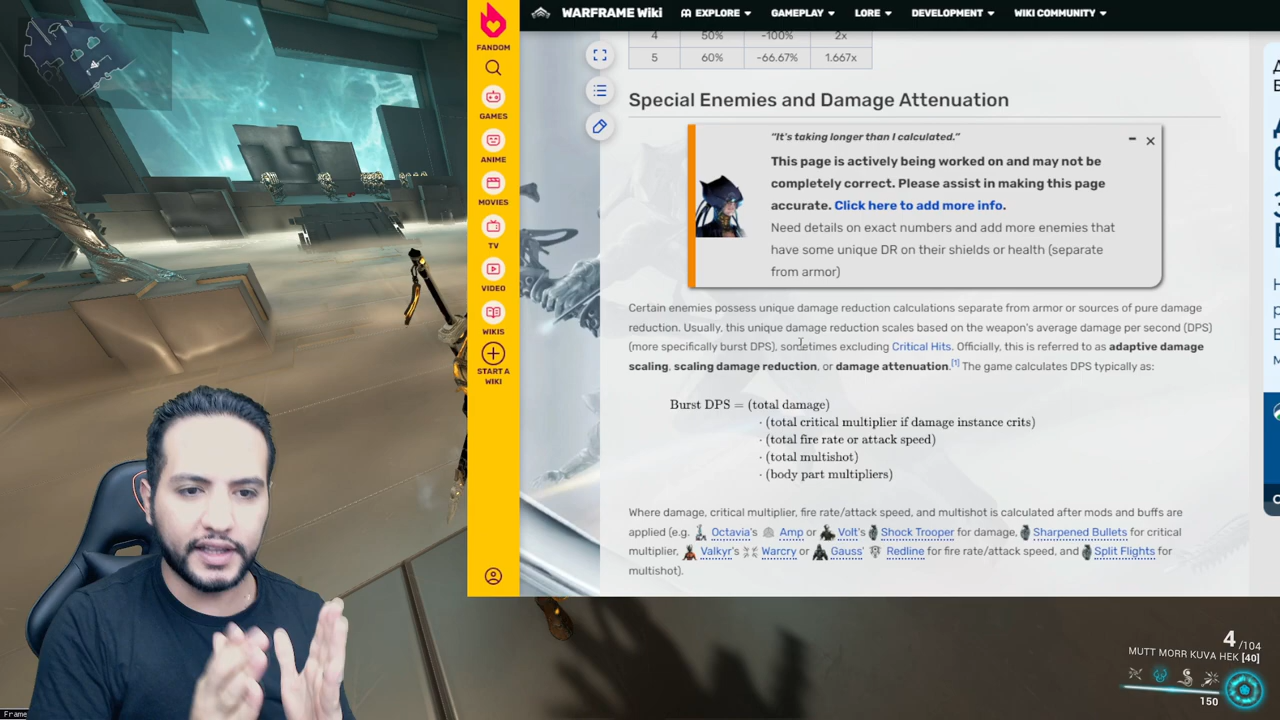 WARFRAME Wiki
EXPLORE
GAMEPLAY
LORE
DEVELOPMENT
WIKI COMMUNITY
FANDOM
GAMES
ANIME
MOVIES
TV
VIDEO
WIKIS
START A
WIKI
4 50% -100% 2x
5 60% -66.67% 1.667x
Special Enemies and Damage Attenuation
"It's taking longer than I calculated."
This page is actively being worked on and may not be
completely correct. Please assist in making this page
accurate. Click here to add more info.
Need details on exact numbers and add more enemies that
have some unique DR on their shields or health (separate
from armor)
Certain enemies possess unique damage reduction calculations separate from armor or sources of pure damage
reduction. Usually, this unique damage reduction scales based on the weapon's average damage per second (DPS)
(more specifically burst DPS), sometimes excluding Critical Hits. Officially, this is referred to as adaptive damage
scaling, scaling damage reduction, or damage attenuation.[1] The game calculates DPS typically as:
Burst DPS = (total damage)
· (total critical multiplier if damage instance crits)
· (total fire rate or attack speed)
· (total multishot)
· (body part multipliers)
Where damage, critical multiplier, fire rate/attack speed, and multishot is calculated after mods and buffs are
applied (e.g. Octavia's Amp or Volt's Shock Trooper for damage, Sharpened Bullets for critical
multiplier, Valkyr's Warcry or Gauss' Redline for fire rate/attack speed, and Split Flights for
multishot).
4 /104
MUTT MORR KUVA HEK [40]
150
Frame